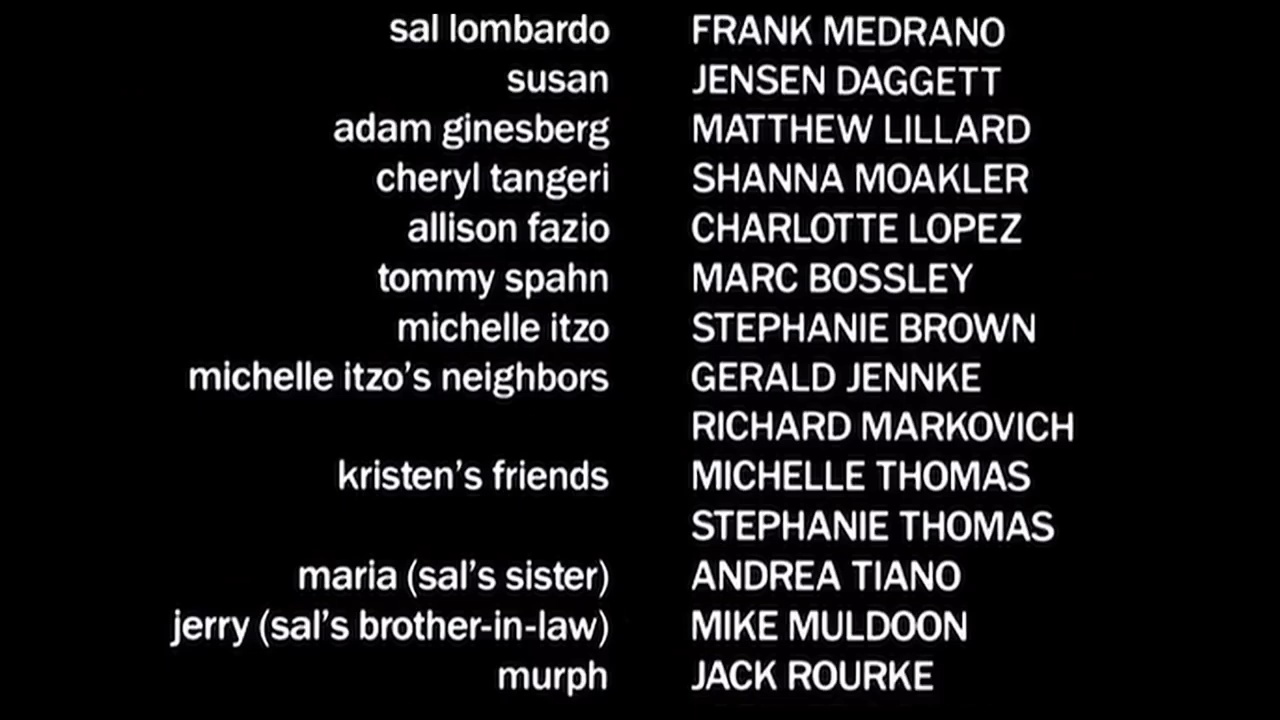 sal lombardo FRANK MEDRANO
susan JENSEN DAGGETT
adam ginesberg MATTHEW LILLARD
cheryl tangeri SHANNA MOAKLER
allison fazio CHARLOTTE LOPEZ
tommy spahn MARC BOSSLEY
michelle itzo STEPHANIE BROWN
michelle itzo's neighbors GERALD JENNKE
RICHARD MARKOVICH
kristen's friends MICHELLE THOMAS
STEPHANIE THOMAS
maria (sal's sister) ANDREA TIANO
jerry (sal's brother-in-law) MIKE MULDOON
murph JACK ROURKE